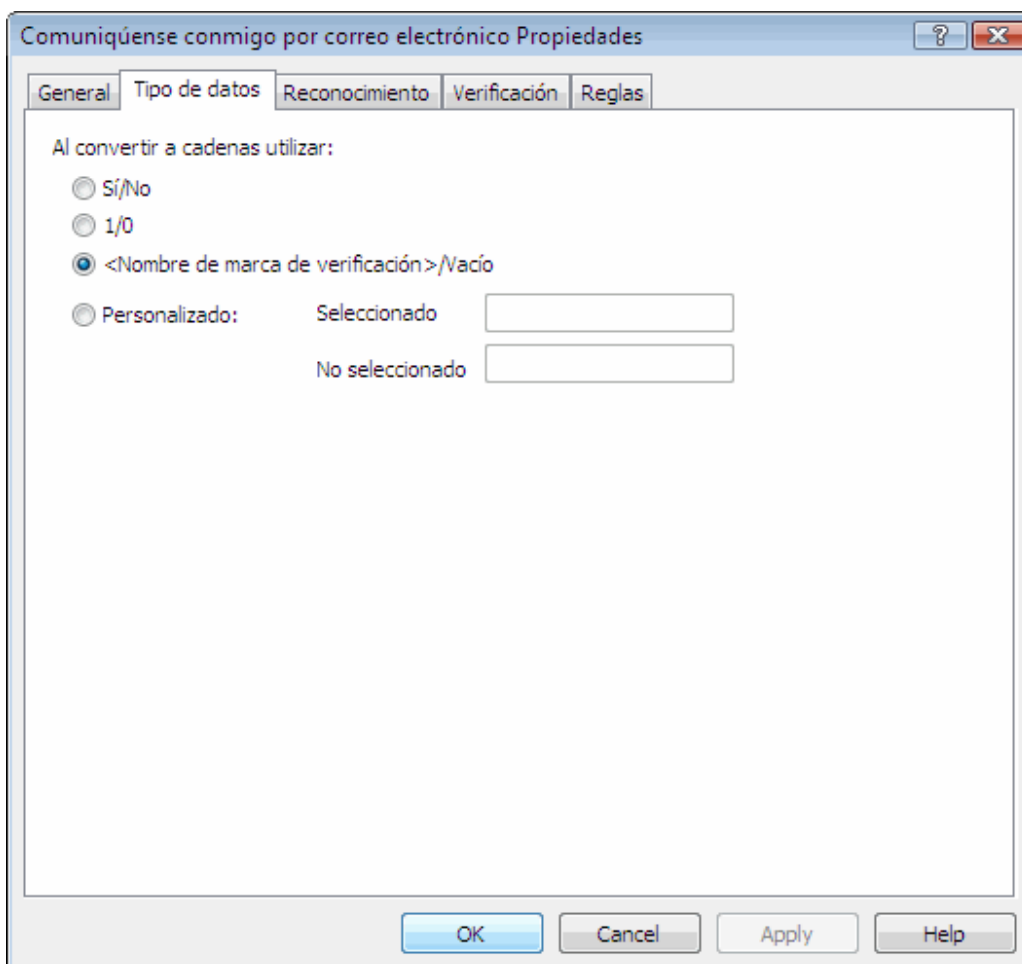 Comuniqúense conmigo por correo electrónico Propiedades
General Tipo de datos Reconocimiento Verificación Reglas
Al convertir a cadenas utilizar:
Sí/No
1/0
<Nombre de marca de verificación>/Vacío
Personalizado: Seleccionado
No seleccionado
OK Cancel Apply Help